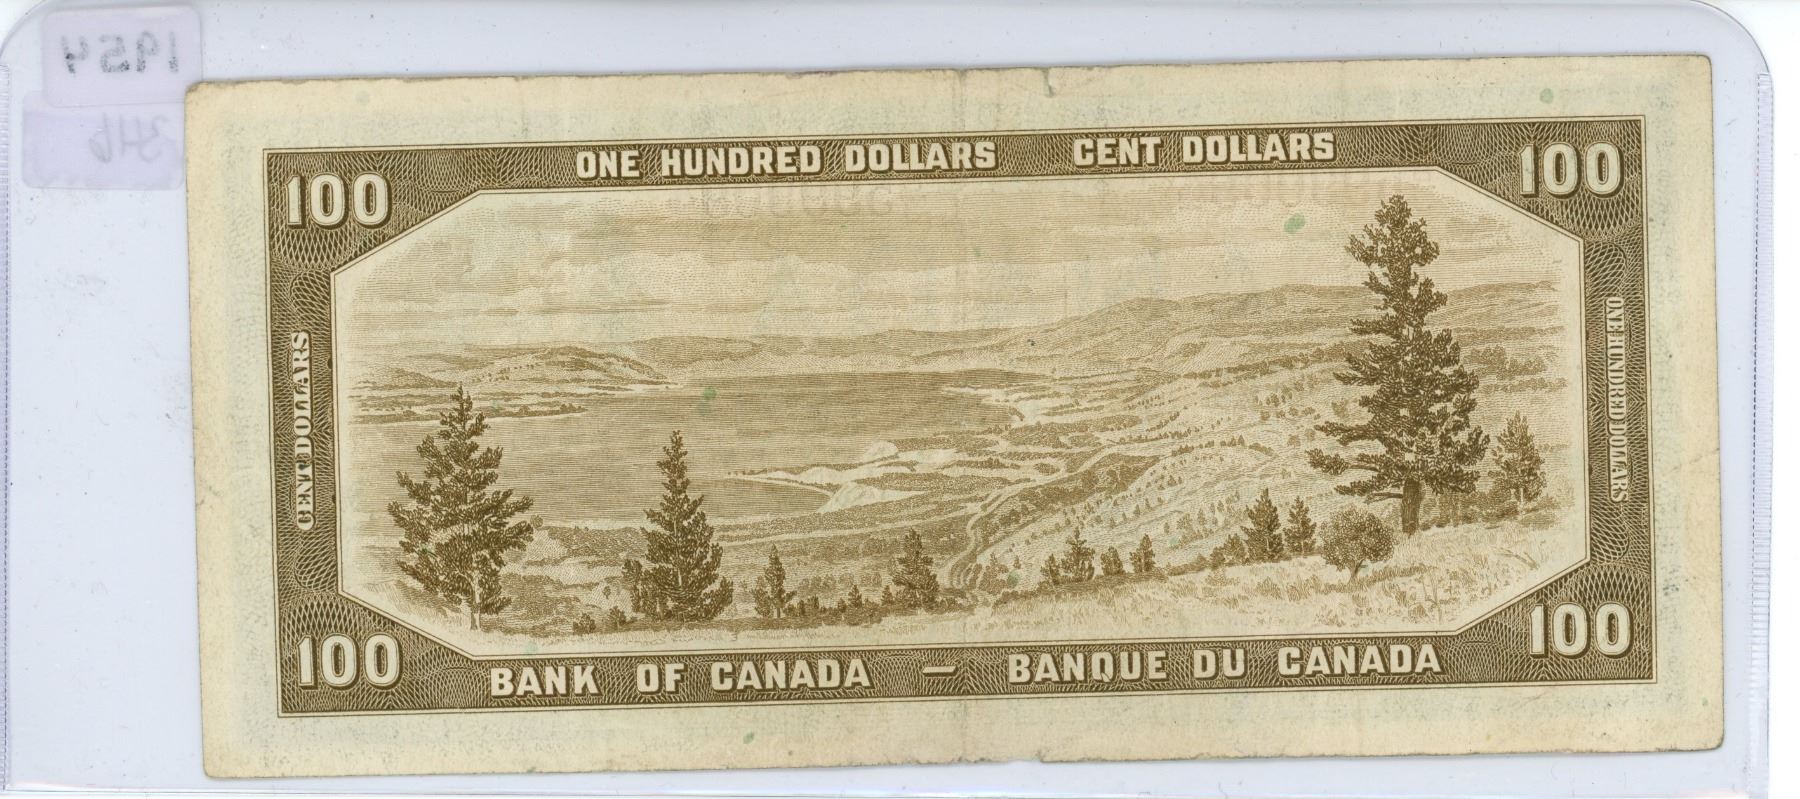 1954
346
ONE HUNDRED DOLLARS CENT DOLLARS
100 100
CENT DOLLARS
ONE HUNDRED DOLLARS
100 100
BANK OF CANADA — BANQUE DU CANADA